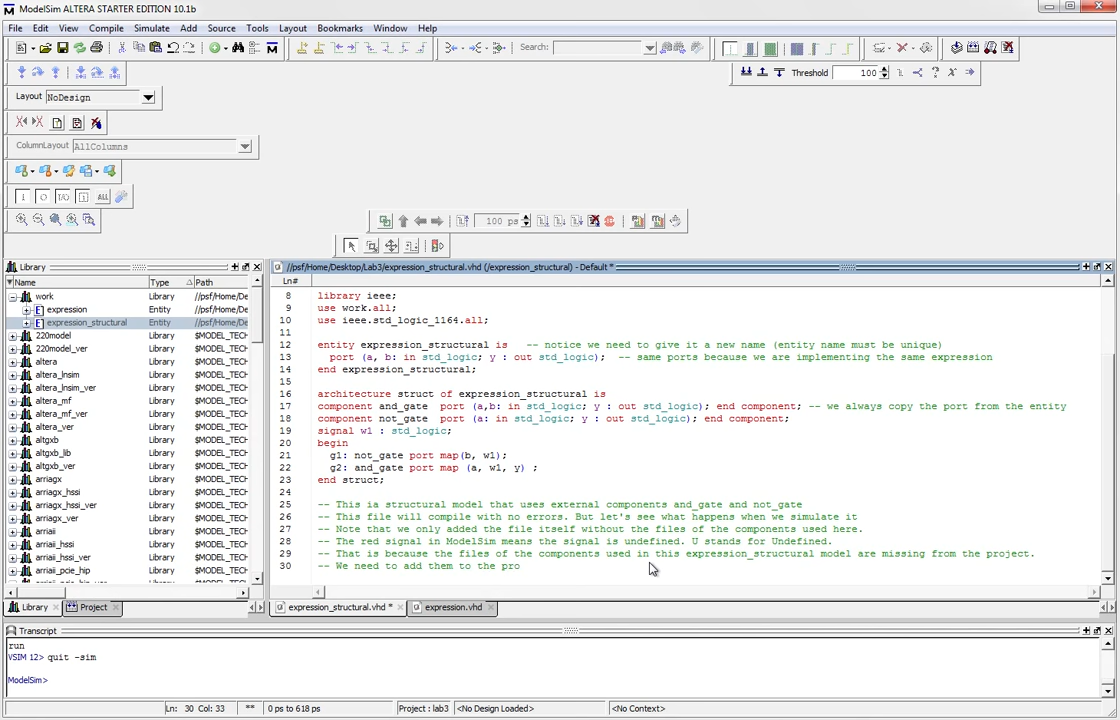 ModelSim ALTERA STARTER EDITION 10.1b
File Edit View Compile Simulate Add Source Tools Layout Bookmarks Window Help
Search:
Threshold 100
Layout NoDesign
ColumnLayout AllColumns
100 ps
Library
Name Type Path
work Library //psf/Home/De
expression Entity //psf/Home/De
expression_structural Entity //psf/Home/De
220model Library $MODEL_TECH
220model_ver Library $MODEL_TECH
altera Library $MODEL_TECH
altera_lnsim Library $MODEL_TECH
altera_lnsim_ver Library $MODEL_TECH
altera_mf Library $MODEL_TECH
altera_mf_ver Library $MODEL_TECH
altera_ver Library $MODEL_TECH
altgxb Library $MODEL_TECH
altgxb_lib Library $MODEL_TECH
altgxb_ver Library $MODEL_TECH
arriagx Library $MODEL_TECH
arriagx_hssi Library $MODEL_TECH
arriagx_hssi_ver Library $MODEL_TECH
arriagx_ver Library $MODEL_TECH
arriaii Library $MODEL_TECH
arriaii_hssi Library $MODEL_TECH
arriaii_hssi_ver Library $MODEL_TECH
arriaii_pcie_hip Library $MODEL_TECH
Library Project
//psf/Home/Desktop/Lab3/expression_structural.vhd (/expression_structural) - Default *
Ln#
8 library ieee;
9 use work.all;
10 use ieee.std_logic_1164.all;
11
12 entity expression_structural is -- notice we need to give it a new name (entity name must be unique)
13 port (a, b: in std_logic; y : out std_logic); -- same ports because we are implementing the same expression
14 end expression_structural;
15
16 architecture struct of expression_structural is
17 component and_gate port (a,b: in std_logic; y : out std_logic); end component; -- we always copy the port from the entity
18 component not_gate port (a: in std_logic; y : out std_logic); end component;
19 signal w1 : std_logic;
20 begin
21 g1: not_gate port map(b, w1);
22 g2: and_gate port map (a, w1, y) ;
23 end struct;
24
25 -- This ia structural model that uses external components and_gate and not_gate
26 -- This file will compile with no errors. But let's see what happens when we simulate it
27 -- Note that we only added the file itself without the files of the components used here.
28 -- The red signal in ModelSim means the signal is undefined. U stands for Undefined.
29 -- That is because the files of the components used in this expression_structural model are missing from the project.
30 -- We need to add them to the pro
expression_structural.vhd * expression.vhd
Transcript
run
VSIM 12> quit -sim
ModelSim>
Ln: 30 Col: 33 ** 0 ps to 618 ps Project : lab3 <No Design Loaded> <No Context>